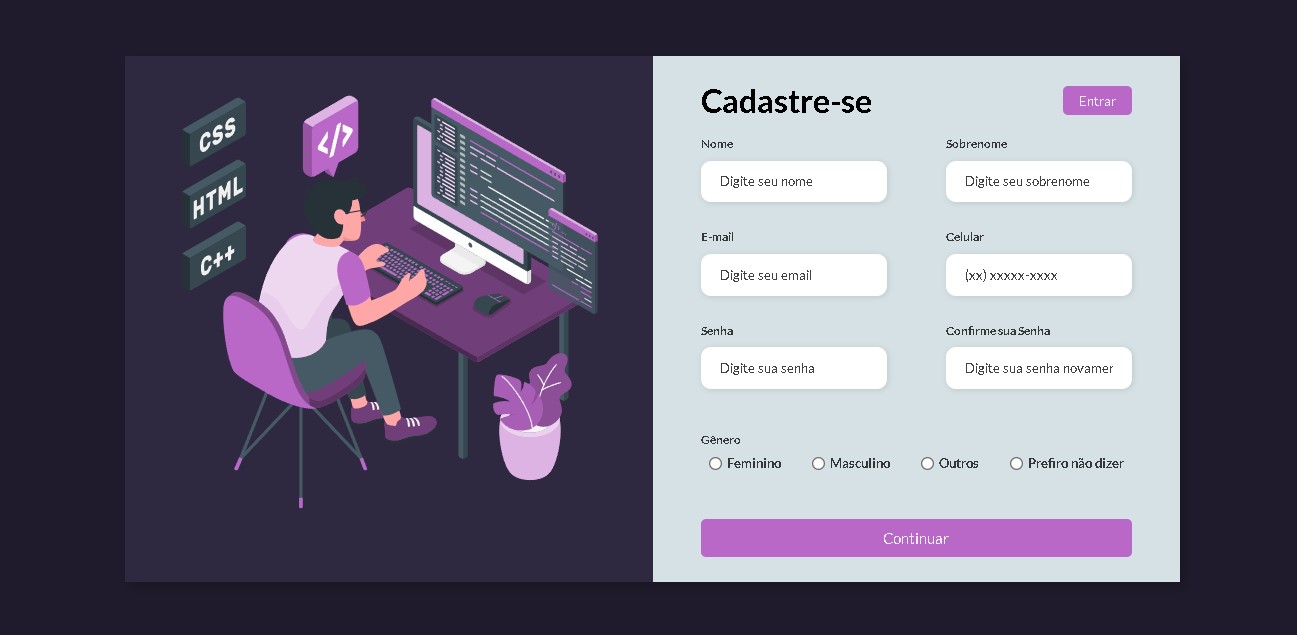 CSS
</>
HTML
C++
Cadastre-se
Entrar
Nome
Sobrenome
Digite seu nome
Digite seu sobrenome
E-mail
Celular
Digite seu email
(xx) xxxxx-xxxx
Senha
Confirme sua Senha
Digite sua senha
Digite sua senha novamer
Gênero
Feminino
Masculino
Outros
Prefiro não dizer
Continuar